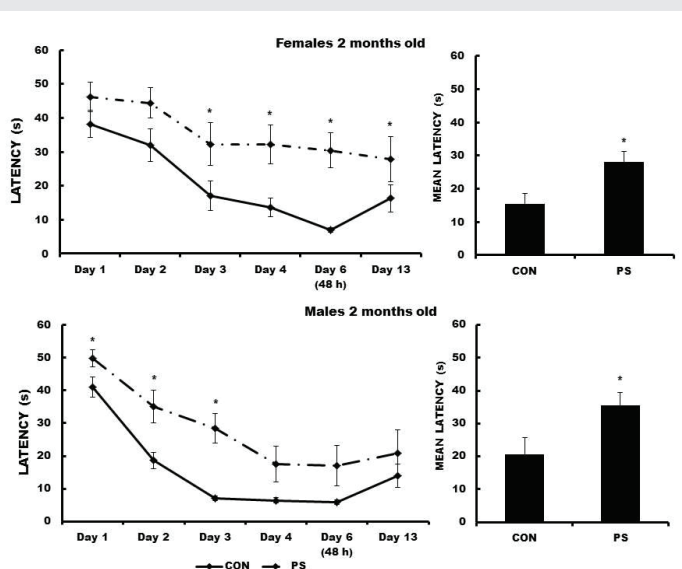 Females 2 months old
LATENCY (s)
60
50
40
30
20
10
0
* * * *
Day 1 Day 2 Day 3 Day 4 Day 6 Day 13
(48 h)
MEAN LATENCY (s)
60
50
40
30
20
10
0
*
CON PS
Males 2 months old
LATENCY (s)
60
50
40
30
20
10
0
* * *
Day 1 Day 2 Day 3 Day 4 Day 6 Day 13
(48 h)
CON PS
MEAN LATENCY (s)
60
50
40
30
20
10
0
*
CON PS